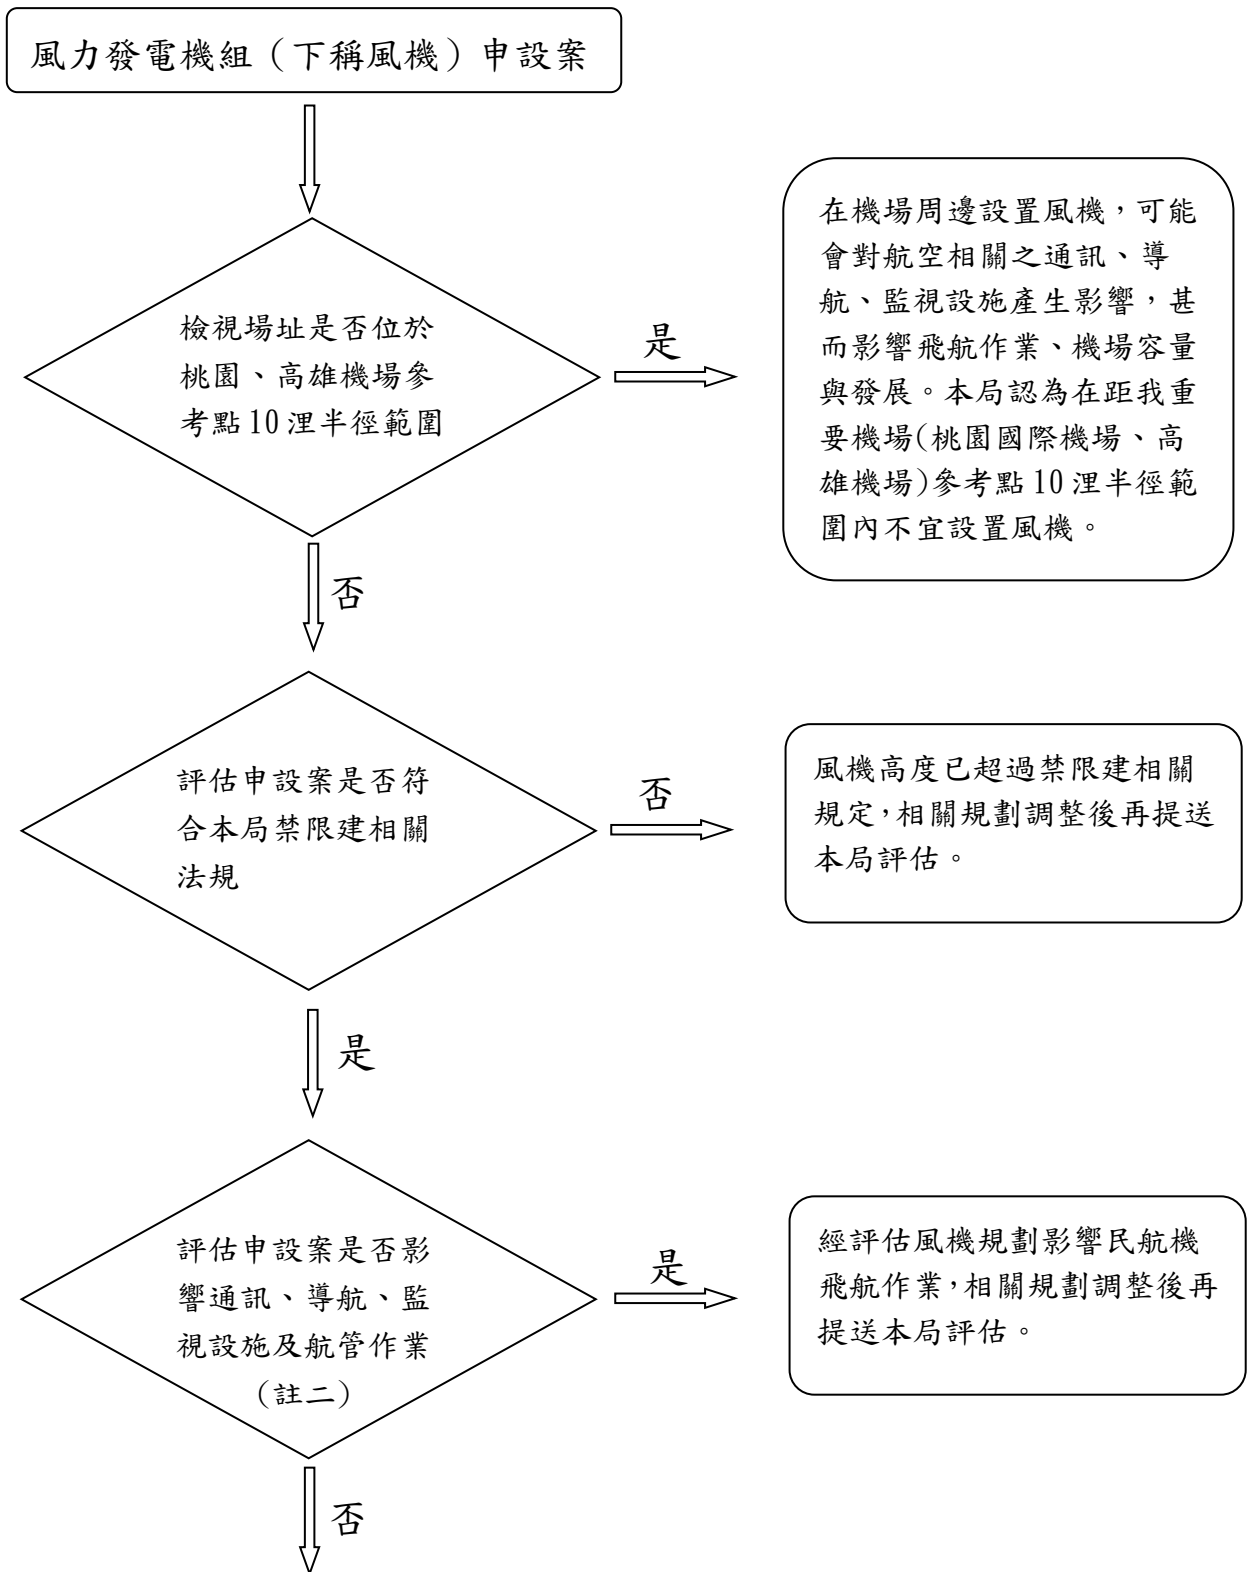 風力發電機組（下稱風機）申設案
檢視場址是否位於
桃園、高雄機場參
考點10浬半徑範圍
是
在機場周邊設置風機，可能
會對航空相關之通訊、導
航、監視設施產生影響，甚
而影響飛航作業、機場容量
與發展。本局認為在距我重
要機場(桃園國際機場、高
雄機場)參考點10浬半徑範
圍內不宜設置風機。
否
評估申設案是否符
合本局禁限建相關
法規
否
風機高度已超過禁限建相關
規定，相關規劃調整後再提送
本局評估。
是
評估申設案是否影
響通訊、導航、監
視設施及航管作業
（註二）
是
經評估風機規劃影響民航機
飛航作業，相關規劃調整後再
提送本局評估。
否